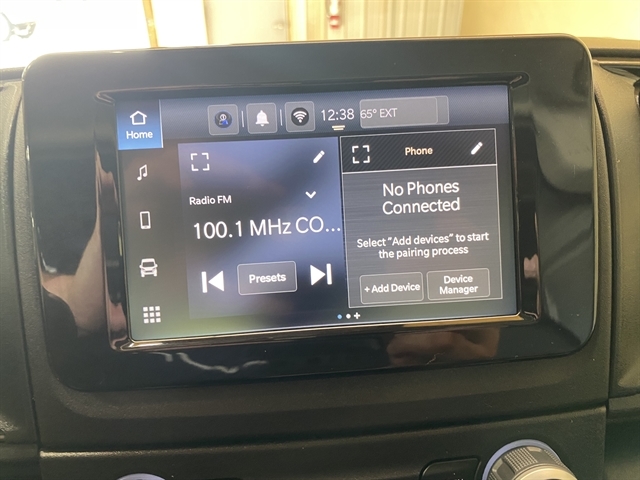 12:38 65° EXT
Home
Radio FM
100.1 MHz CO...
Presets
Phone
No Phones
Connected
Select "Add devices" to start
the pairing process
+ Add Device
Device
Manager